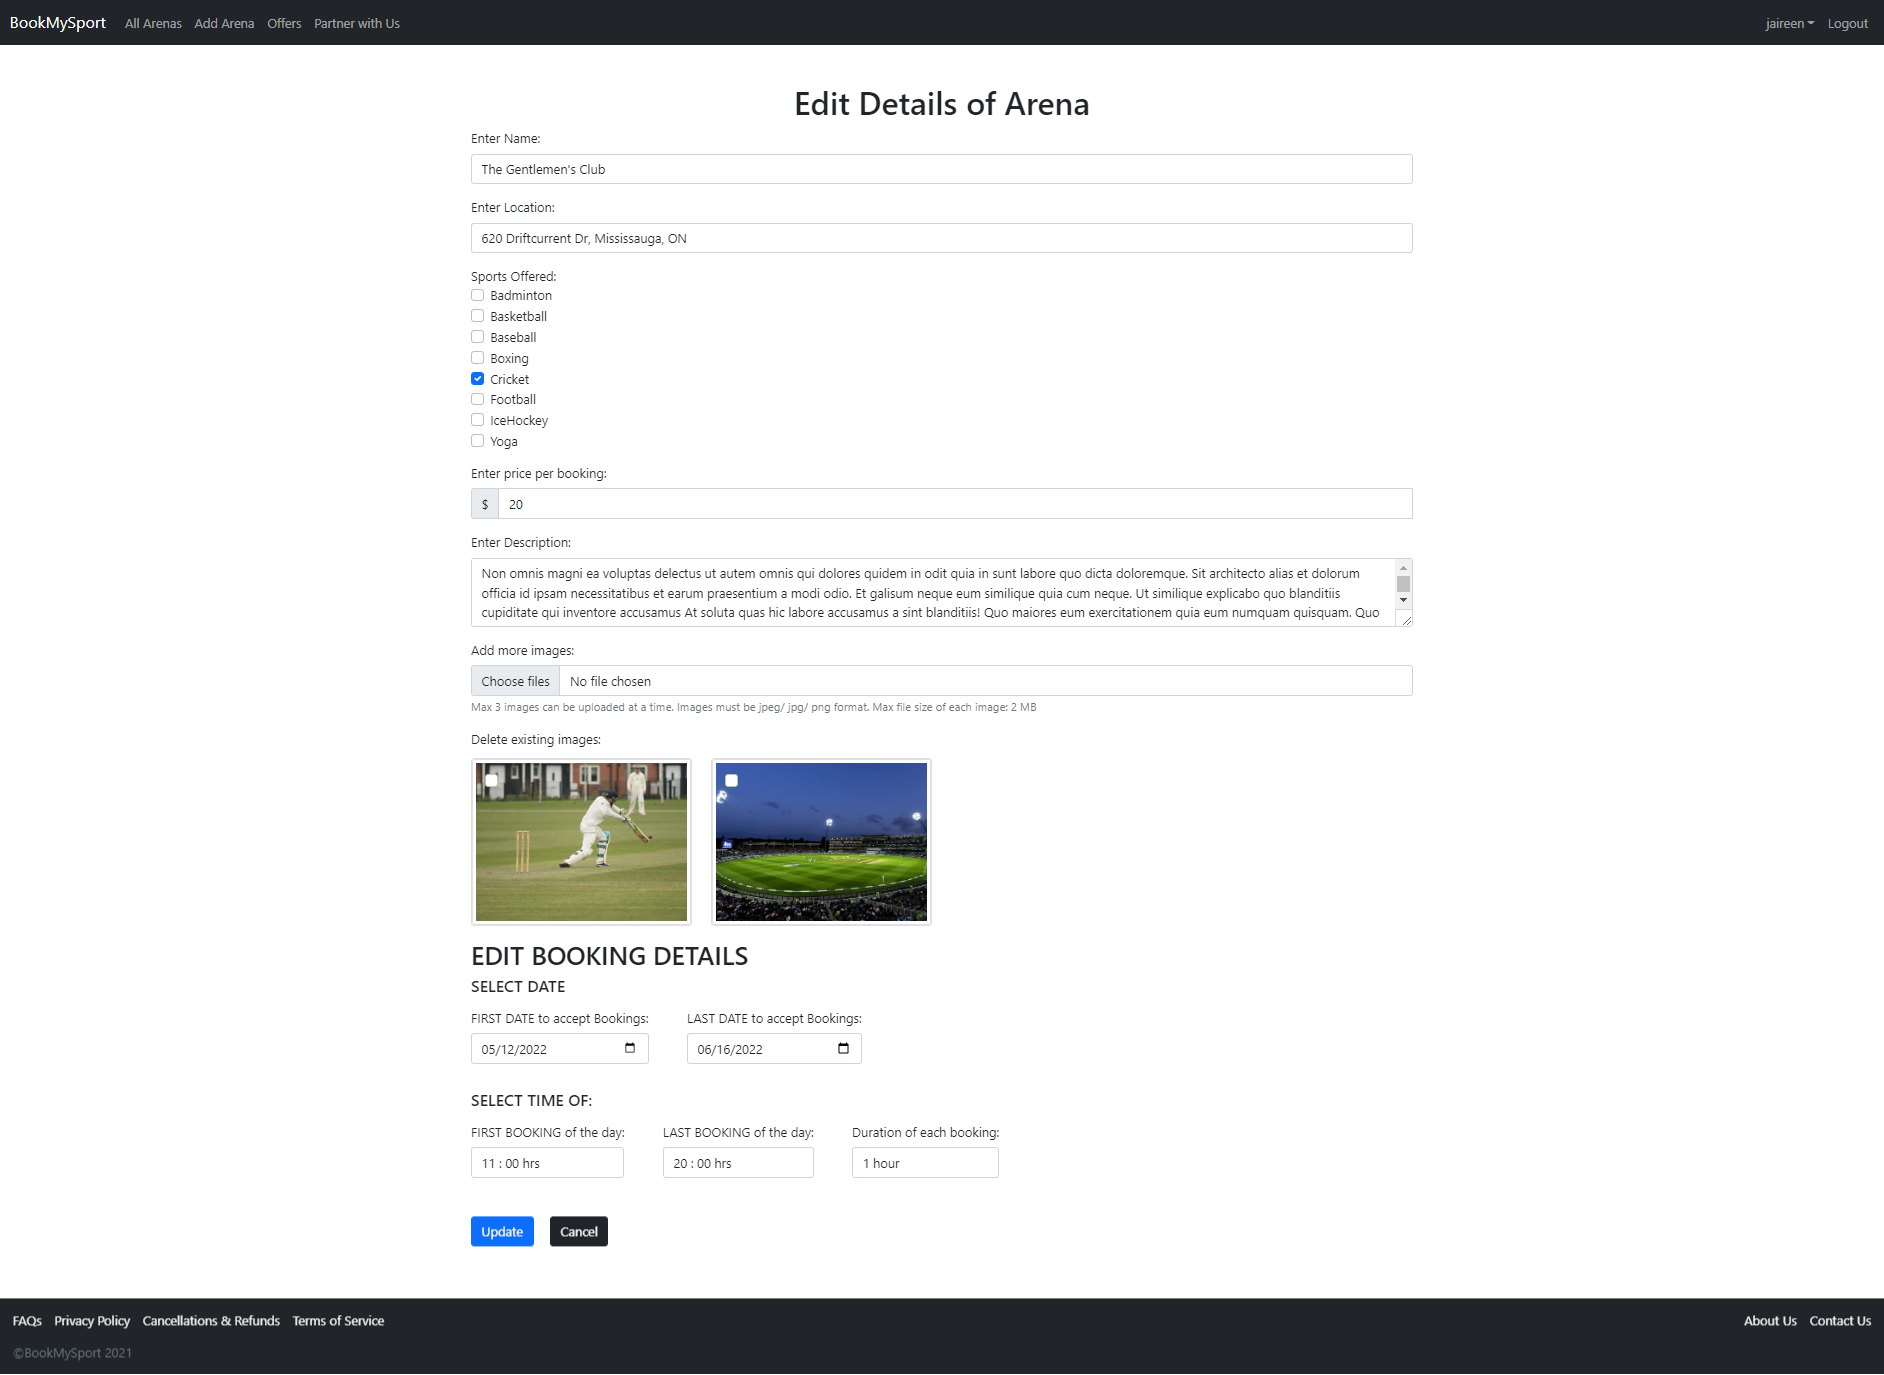 BookMySport All Arenas Add Arena Offers Partner with Us jaireen Logout
Edit Details of Arena
Enter Name:
The Gentlemen's Club
Enter Location:
620 Driftcurrent Dr, Mississauga, ON
Sports Offered:
Badminton
Basketball
Baseball
Boxing
Cricket
Football
IceHockey
Yoga
Enter price per booking:
$ 20
Enter Description:
Non omnis magni ea voluptas delectus ut autem omnis qui dolores quidem in odit quia in sunt labore quo dicta doloremque. Sit architecto alias et dolorum
officia id ipsam necessitatibus et earum praesentium a modi odio. Et galisum neque eum similique quia cum neque. Ut similique explicabo quo blanditiis
cupiditate qui inventore accusamus At soluta quas hic labore accusamus a sint blanditiis! Quo maiores eum exercitationem quia eum numquam quisquam. Quo
Add more images:
Choose files No file chosen
Max 3 images can be uploaded at a time. Images must be jpeg/ jpg/ png format. Max file size of each image: 2 MB
Delete existing images:
EDIT BOOKING DETAILS
SELECT DATE
FIRST DATE to accept Bookings: LAST DATE to accept Bookings:
05/12/2022 06/16/2022
SELECT TIME OF:
FIRST BOOKING of the day: LAST BOOKING of the day: Duration of each booking:
11 : 00 hrs 20 : 00 hrs 1 hour
Update Cancel
FAQs Privacy Policy Cancellations & Refunds Terms of Service About Us Contact Us
©BookMySport 2021